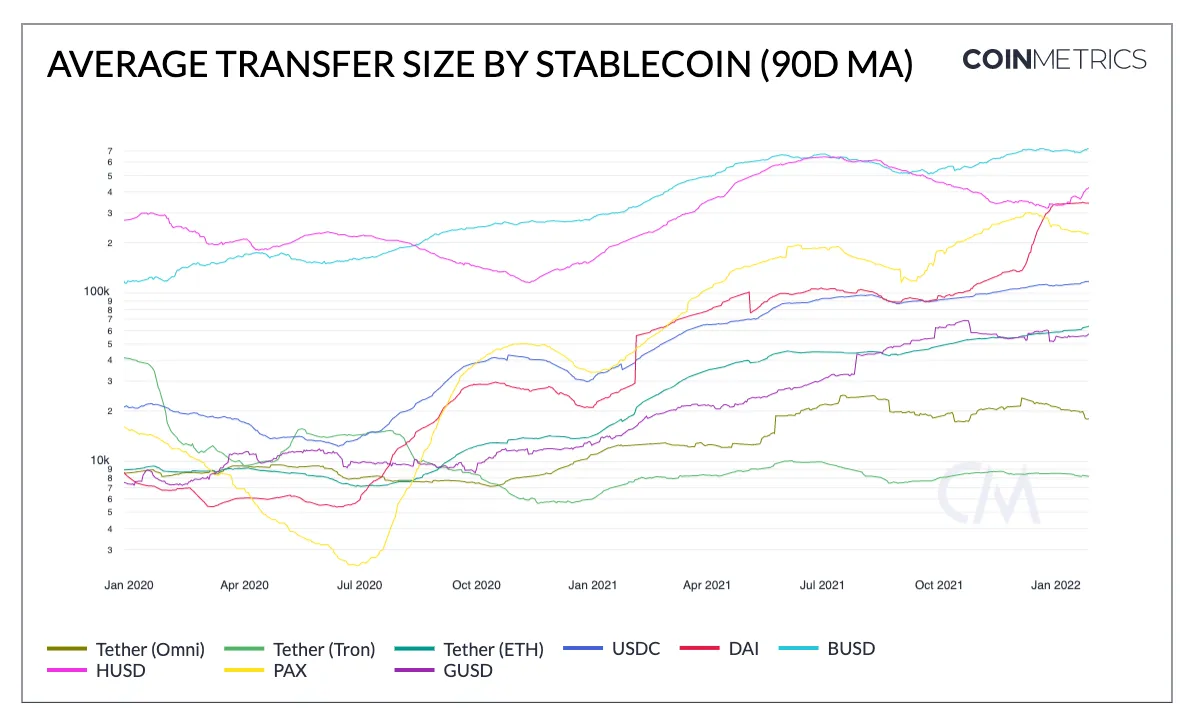 AVERAGE TRANSFER SIZE BY STABLECOIN (90D MA)
COINMETRICS
7
6
5
4
3
2
100k
9
8
7
6
5
4
3
2
10k
9
8
7
6
5
4
3
CM
Jan 2020 Apr 2020 Jul 2020 Oct 2020 Jan 2021 Apr 2021 Jul 2021 Oct 2021 Jan 2022
Tether (Omni) Tether (Tron) Tether (ETH) USDC DAI BUSD
HUSD PAX GUSD